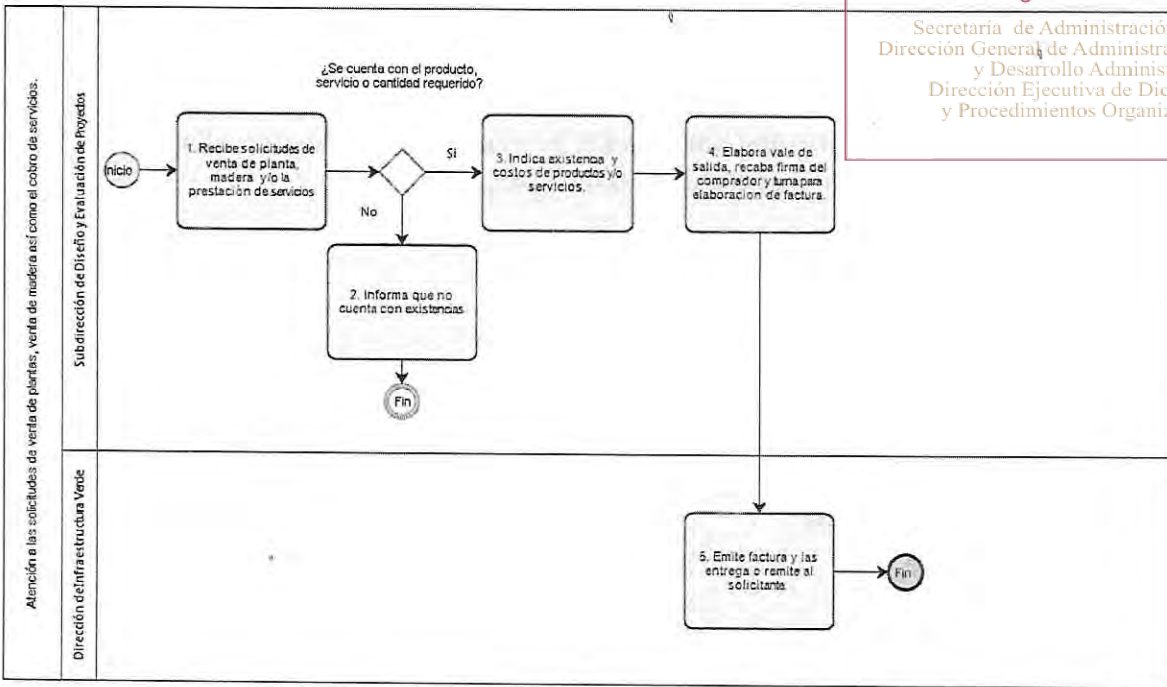 Secretaría de Administració
Dirección General de Administra
y Desarrollo Adminis
Dirección Ejecutiva de Dic
y Procedimientos Organiz
Atención a las solicitudes de venta de plantas, venta de madera así como el cobro de servicios.
Subdirección de Diseño y Evaluación de Proyectos
Inicio
1. Recibe solicitudes de
venta de planta,
madera y/o la
prestación de servicios
¿Se cuenta con el producto,
servicio o cantidad requerido?
Si
No
2. Informa que no
cuenta con existencias
Fin
3. Indica existencia y
costos de productos y/o
servicios.
4. Elabora vale de
salida, recaba firma del
comprador y turna para
elaboracion de factura.
Dirección de Infraestructura Verde
5. Emite factura y las
entrega o remite al
solicitante
Fin